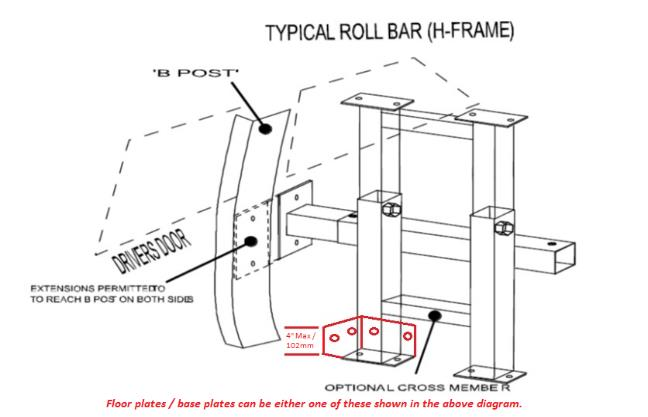 TYPICAL ROLL BAR (H-FRAME)
'B POST'
DRIVERS DOOR
EXTENSIONS PERMITTED TO
TO REACH B POST ON BOTH SIDES
4" Max /
102mm
OPTIONAL CROSS MEMBER
Floor plates / base plates can be either one of these shown in the above diagram.